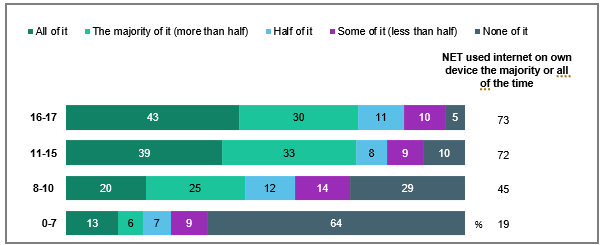 All of it The majority of it (more than half) Half of it Some of it (less than half) None of it
NET used internet on own
device the majority or all
of the time
16-17 43 30 11 10 5 73
11-15 39 33 8 9 10 72
8-10 20 25 12 14 29 45
0-7 13 6 7 9 64 % 19